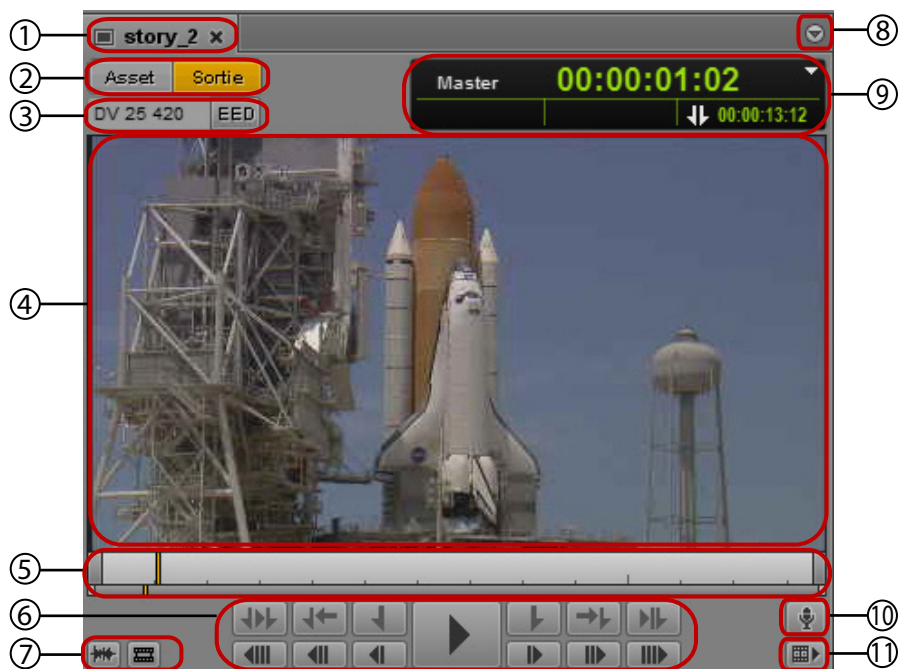 ① story_2 ⑧
② Asset Sortie
Master 00:00:01:02 ⑨
③ DV 25 420 EED
00:00:13:12
④
⑤
⑥ ⑩
⑦ ⑪